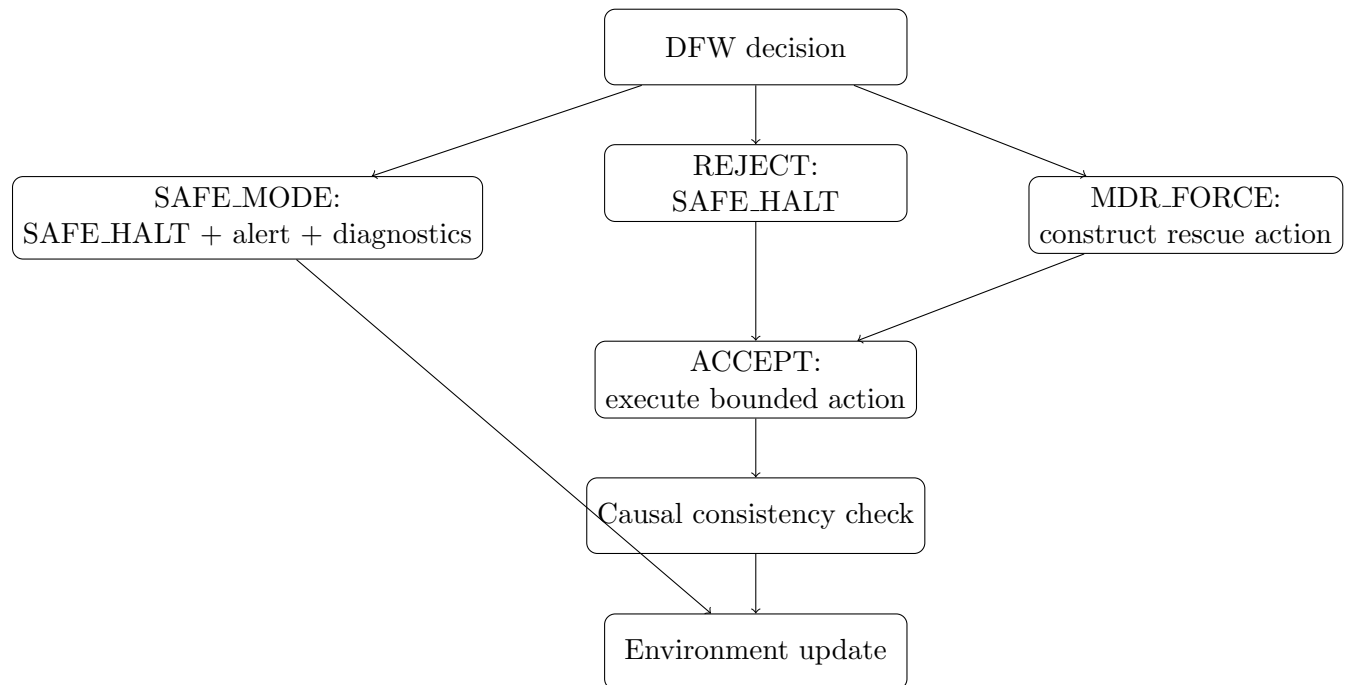 DFW decision
SAFE_MODE:
SAFE_HALT + alert + diagnostics
REJECT:
SAFE_HALT
MDR_FORCE:
construct rescue action
ACCEPT:
execute bounded action
Causal consistency check
Environment update